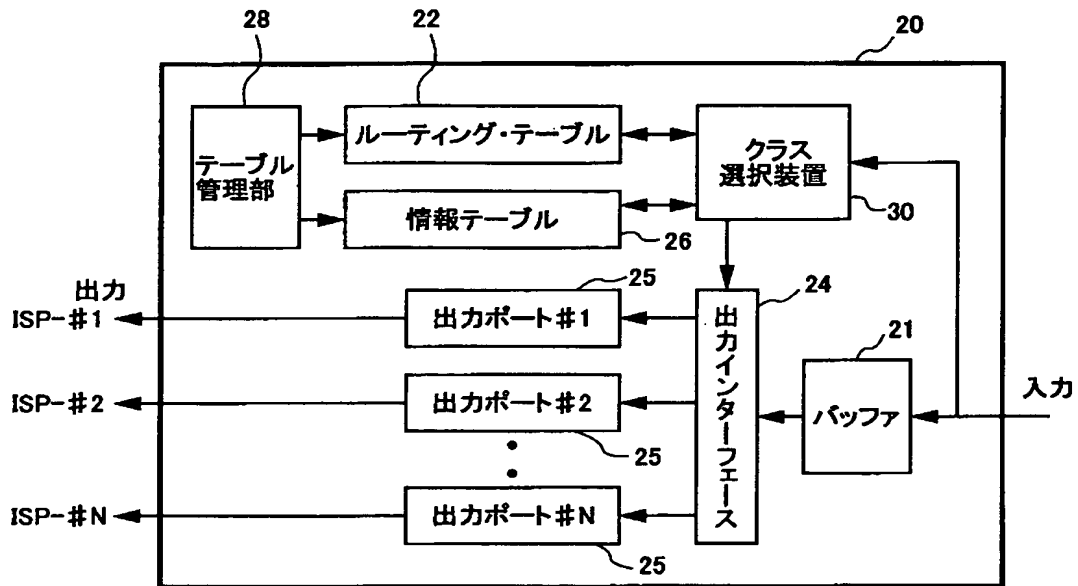 28
22
20
ルーティング・テーブル
テーブル
管理部
クラス
選択装置
情報テーブル
30
26
出力
25
24
ISP-#1
出力ポート#1
21
出力インターフェース
入力
ISP-#2
出力ポート#2
バッファ
25
ISP-#N
出力ポート#N
25